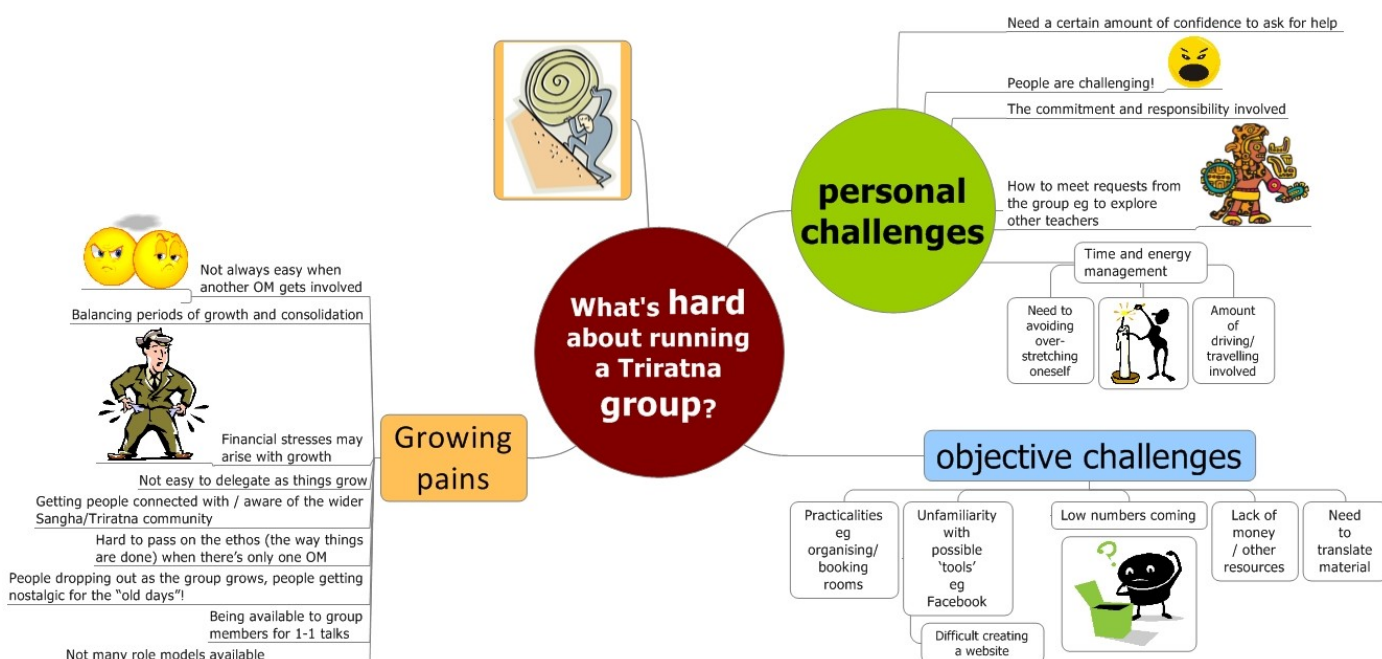 What's hard
about running
a Triratna
group?
personal
challenges
Need a certain amount of confidence to ask for help
People are challenging!
The commitment and responsibility involved
How to meet requests from
the group eg to explore
other teachers
Time and energy
management
Need to
avoiding
over-
stretching
oneself
Amount
of
driving/
travelling
involved
objective challenges
Practicalities
eg
organising/
booking
rooms
Unfamiliarity
with
possible
‘tools’
eg
Facebook
Difficult creating
a website
Low numbers coming
Lack of
money
/ other
resources
Need
to
translate
material
Growing
pains
Not always easy when
another OM gets involved
Balancing periods of growth and consolidation
Financial stresses may
arise with growth
Not easy to delegate as things grow
Getting people connected with / aware of the wider
Sangha/Triratna community
Hard to pass on the ethos (the way things
are done) when there’s only one OM
People dropping out as the group grows, people getting
nostalgic for the “old days”!
Being available to group
members for 1-1 talks
Not many role models available